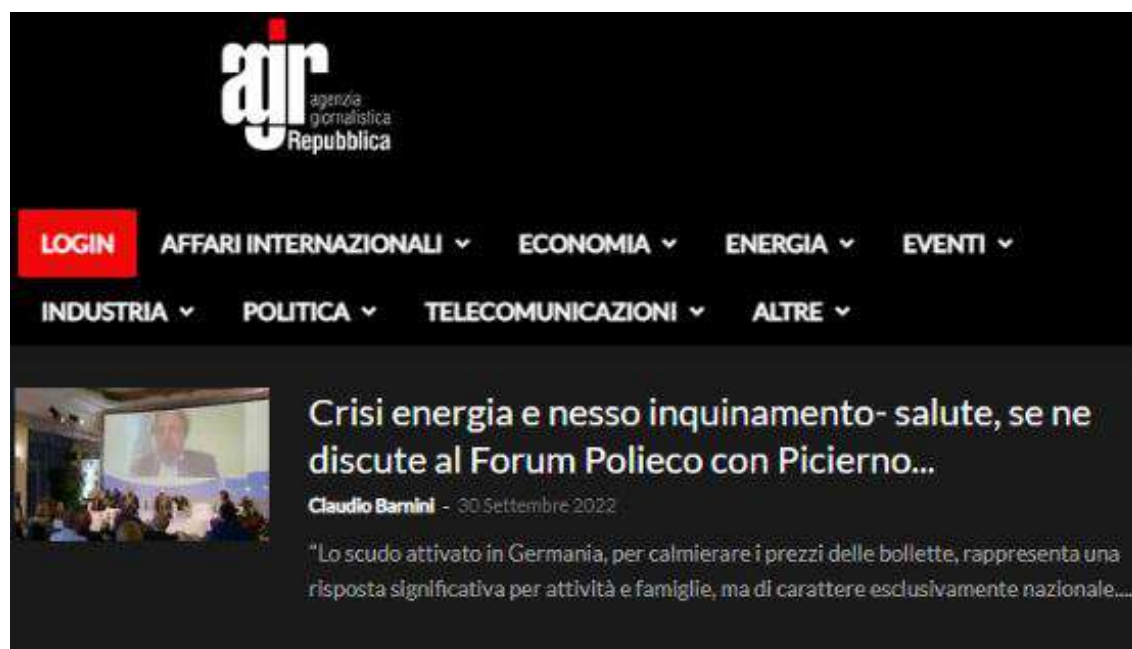 agr
agenzia
giornalistica
Repubblica
LOGIN AFFARI INTERNAZIONALI ECONOMIA ENERGIA EVENTI
INDUSTRIA POLITICA TELECOMUNICAZIONI ALTRE
Crisi energia e nesso inquinamento- salute, se ne
discute al Forum Polieco con Picierno...
Claudio Barnini - 30 Settembre 2022
"Lo scudo attivato in Germania, per calmierare i prezzi delle bollette, rappresenta una
risposta significativa per attività e famiglie, ma di carattere esclusivamente nazionale....